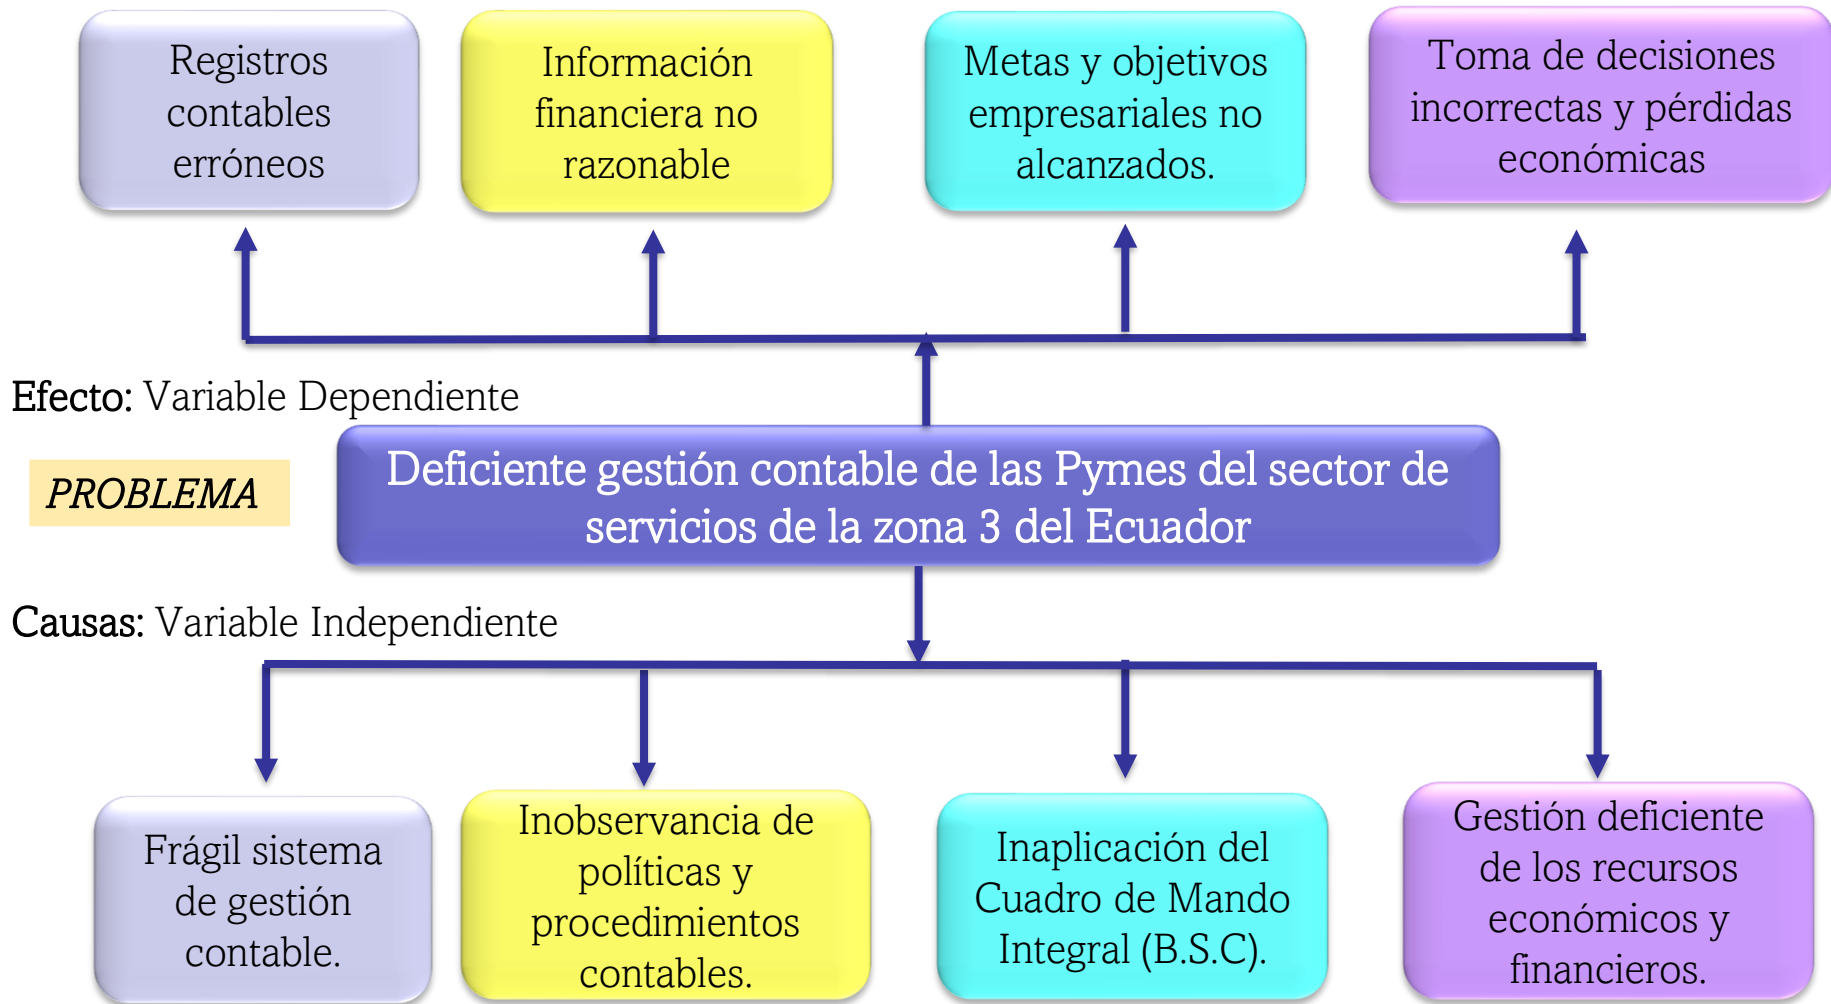 Registros
contables
erróneos
Información
financiera no
razonable
Metas y objetivos
empresariales no
alcanzados.
Toma de decisiones
incorrectas y pérdidas
económicas
Efecto: Variable Dependiente
PROBLEMA
Deficiente gestión contable de las Pymes del sector de
servicios de la zona 3 del Ecuador
Causas: Variable Independiente
Frágil sistema
de gestión
contable.
Inobservancia de
políticas y
procedimientos
contables.
Inaplicación del
Cuadro de Mando
Integral (B.S.C).
Gestión deficiente
de los recursos
económicos y
financieros.